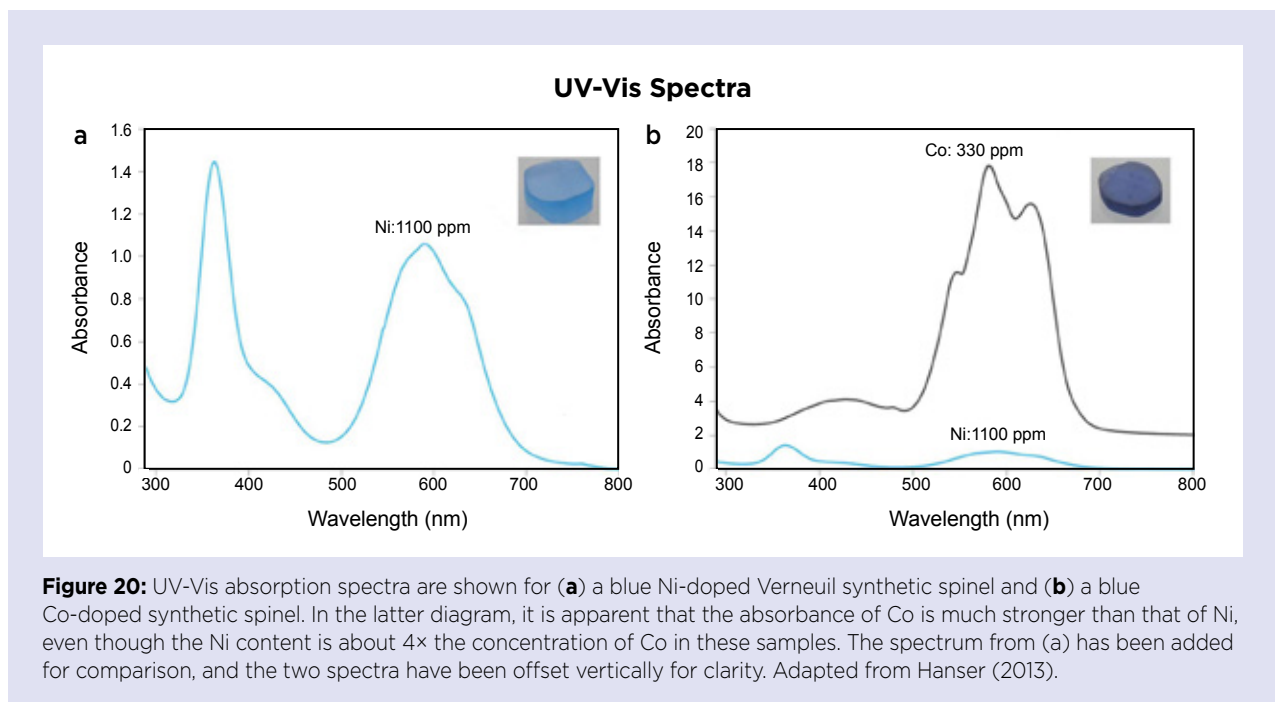 UV-Vis Spectra
a
1.6
1.4
1.2
1.0
0.8
0.6
0.4
0.2
0
Absorbance
Ni:1100 ppm
300 400 500 600 700 800
Wavelength (nm)
b
20
18
16
14
12
10
8
6
4
2
0
Absorbance
Co: 330 ppm
Ni:1100 ppm
300 400 500 600 700 800
Wavelength (nm)
Figure 20: UV-Vis absorption spectra are shown for (a) a blue Ni-doped Verneuil synthetic spinel and (b) a blue
Co-doped synthetic spinel. In the latter diagram, it is apparent that the absorbance of Co is much stronger than that of Ni,
even though the Ni content is about 4× the concentration of Co in these samples. The spectrum from (a) has been added
for comparison, and the two spectra have been offset vertically for clarity. Adapted from Hanser (2013).